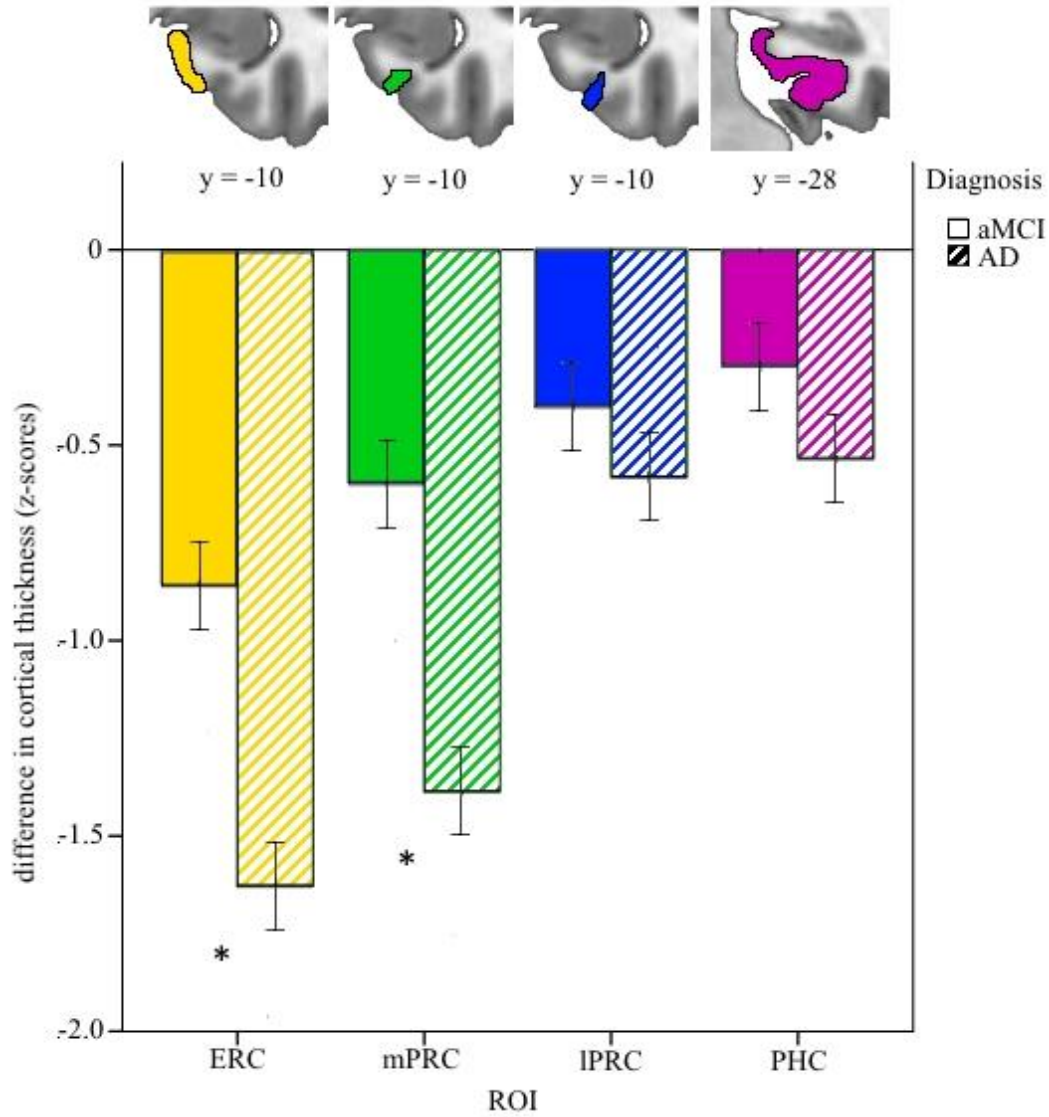 y = -10
y = -10
y = -10
y = -28
Diagnosis
aMCI
AD
0
-0.5
-1.0
-1.5
-2.0
difference in cortical thickness (z-scores)
*
*
ERC
mPRC
lPRC
PHC
ROI